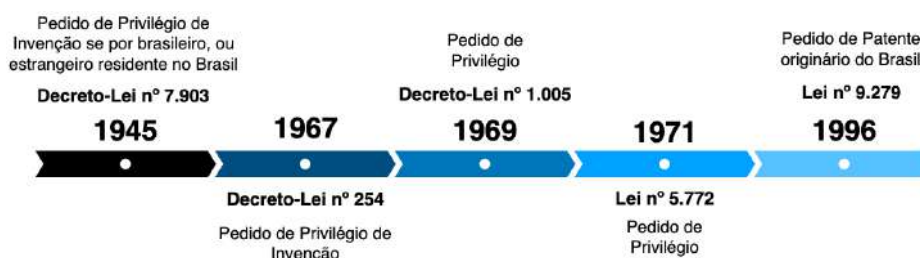 Pedido de Privilégio de
Invenção se por brasileiro, ou
estrangeiro residente no Brasil
Decreto-Lei nº 7.903
1945
1967
Decreto-Lei nº 254
Pedido de Privilégio de
Invenção
Pedido de
Privilégio
Decreto-Lei nº 1.005
1969
1971
Lei nº 5.772
Pedido de
Privilégio
Pedido de Patente
originário do Brasil
Lei nº 9.279
1996